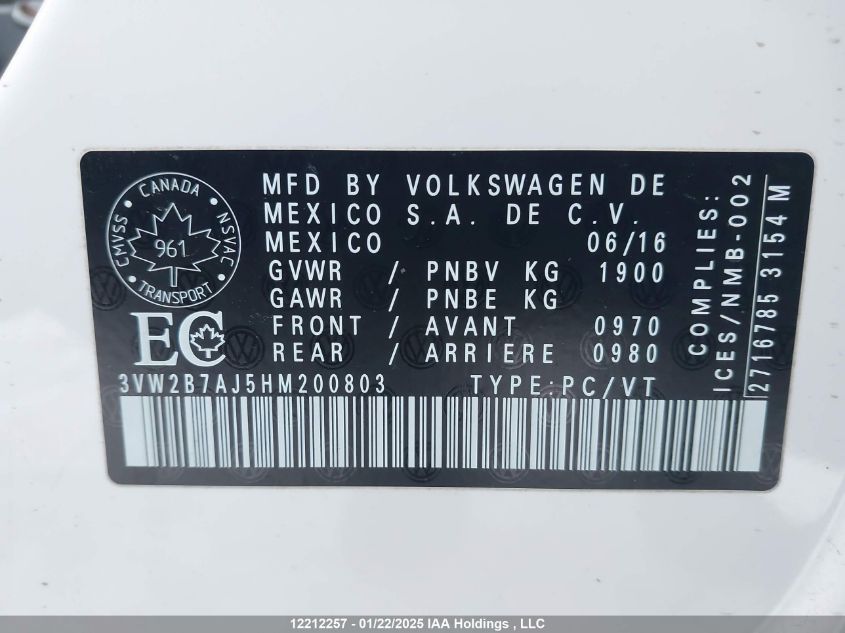 CANADA
CMVSS
NSVAC
961
TRANSPORT
EC
MFD BY VOLKSWAGEN DE
MEXICO S.A. DE C.V.
MEXICO 06/16
GVWR / PNBV KG 1900
GAWR / PNBE KG
FRONT / AVANT 0970
REAR / ARRIERE 0980
3VW2B7AJ5HM200803 TYPE:PC/VT
COMPLIES:
ICES/NMB-002
2716785 3154 M
12212257 - 01/22/2025 IAA Holdings , LLC